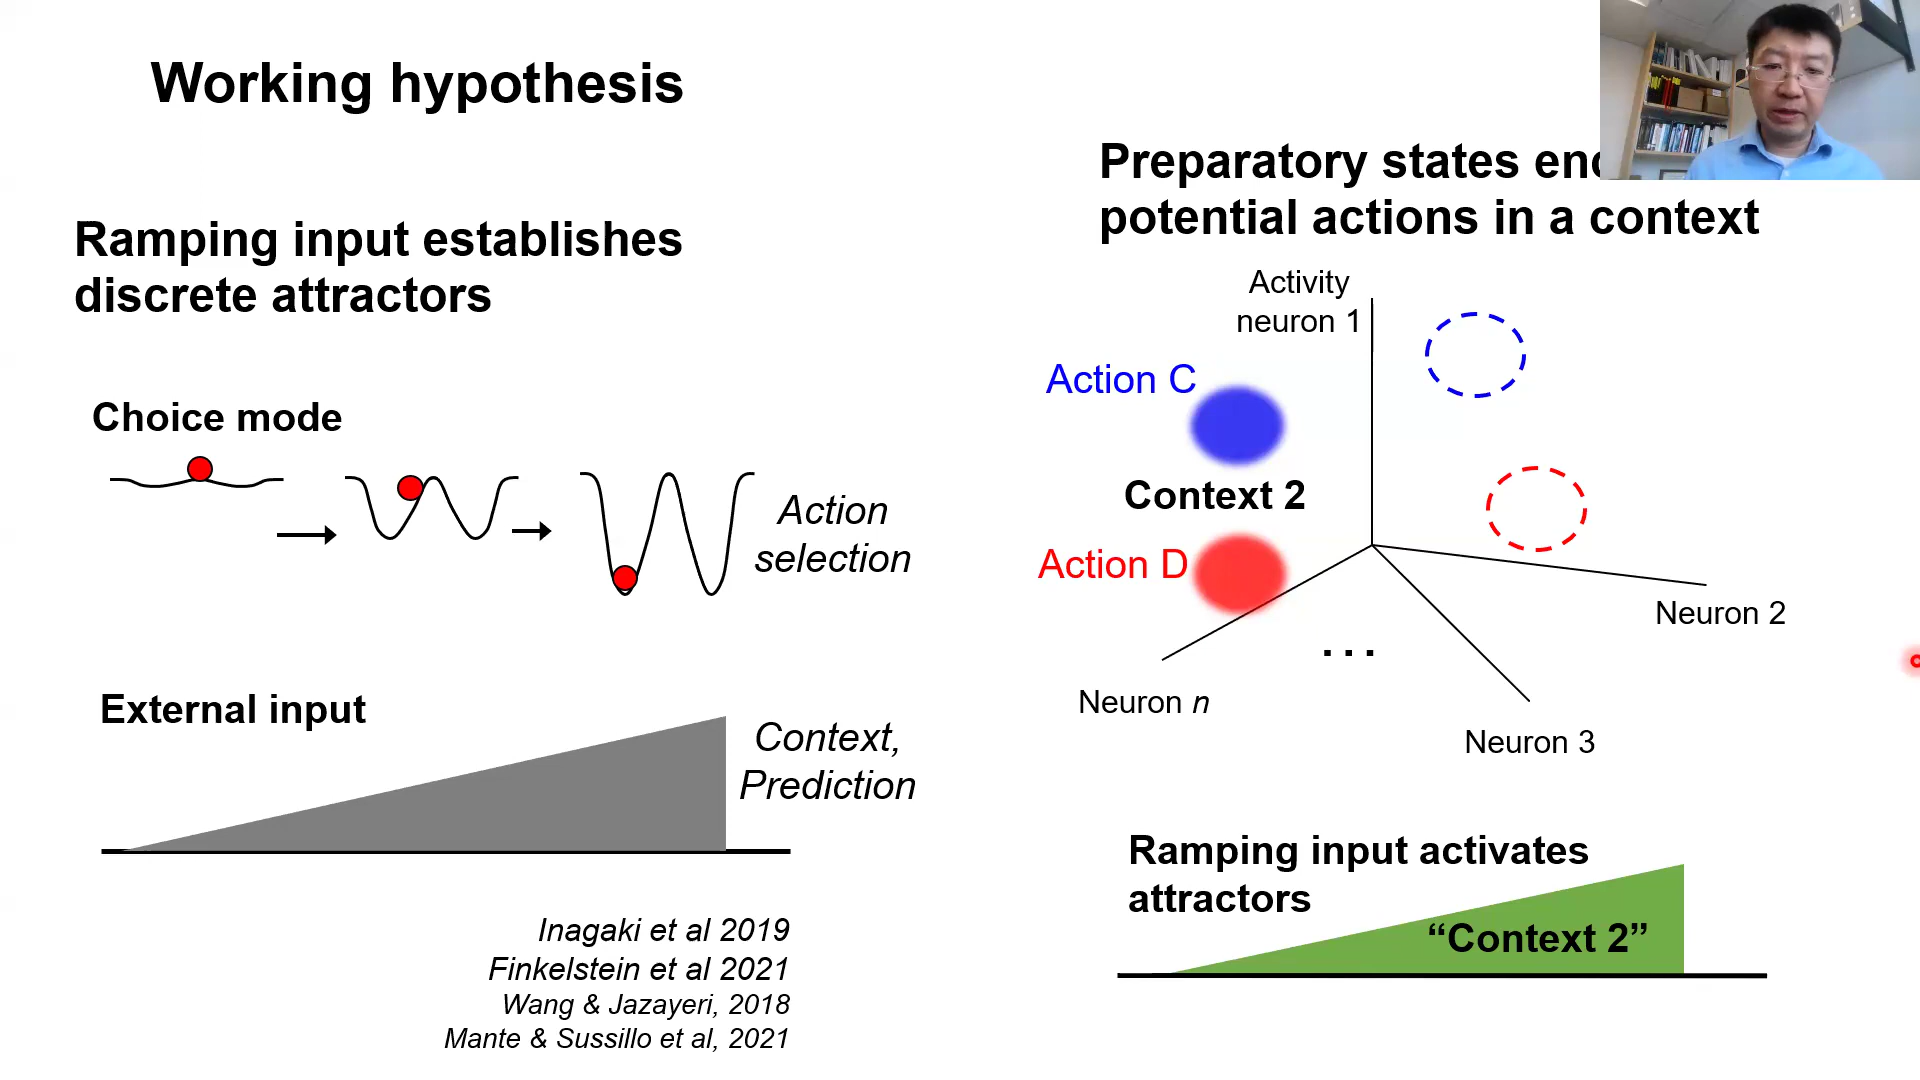 Working hypothesis
Ramping input establishes
discrete attractors
Choice mode
Action
selection
External input
Context,
Prediction
Inagaki et al 2019
Finkelstein et al 2021
Wang & Jazayeri, 2018
Mante & Sussillo et al, 2021
Preparatory states
potential actions in a context
Activity
neuron 1
Action C
Context 2
Action D
. . .
Neuron 2
Neuron n
Neuron 3
Ramping input activates
attractors
“Context 2”